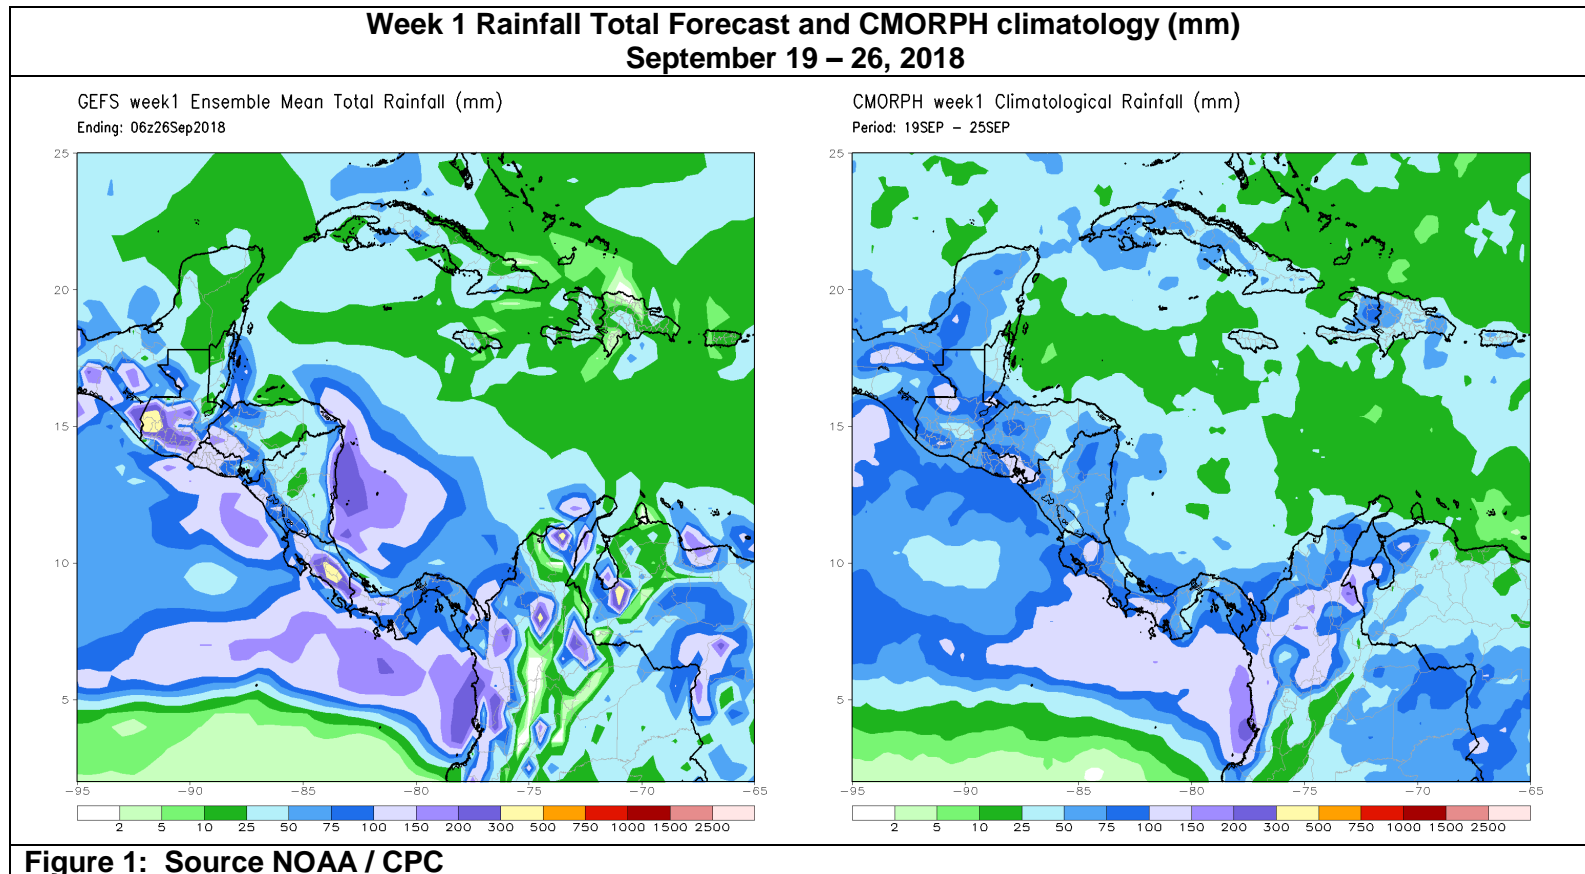 Week 1 Rainfall Total Forecast and CMORPH climatology (mm)
September 19 – 26, 2018
GEFS week1 Ensemble Mean Total Rainfall (mm)
Ending: 06z26Sep2018
25
20
15
10
5
−95 −90 −85 −80 −75 −70 −65
2 5 10 25 50 75 100 150 200 300 500 750 1000 1500 2500
CMORPH week1 Climatological Rainfall (mm)
Period: 19SEP − 25SEP
25
20
15
10
5
−95 −90 −85 −80 −75 −70 −65
2 5 10 25 50 75 100 150 200 300 500 750 1000 1500 2500
Figure 1: Source NOAA / CPC